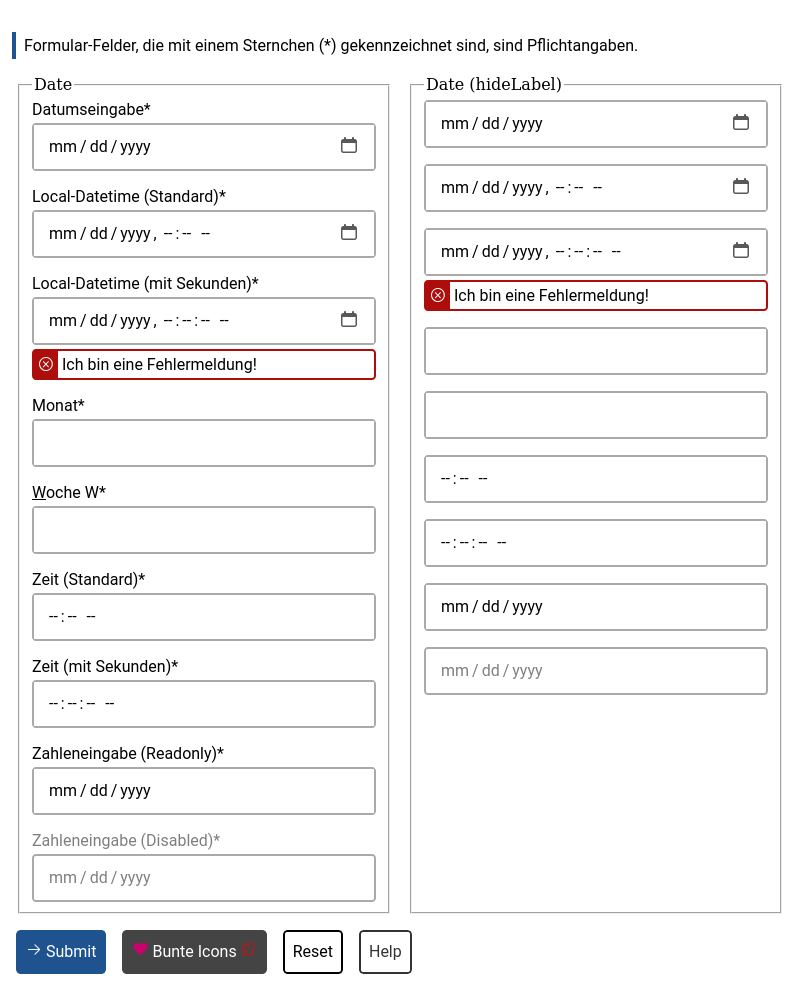 Formular-Felder, die mit einem Sternchen (*) gekennzeichnet sind, sind Pflichtangaben.
Date
Datumseingabe*
mm/dd/yyyy
Local-Datetime (Standard)*
mm/dd/yyyy, --:-- --
Local-Datetime (mit Sekunden)*
mm/dd/yyyy, --:--:-- --
Ich bin eine Fehlermeldung!
Monat*
Woche W*
Zeit (Standard)*
--:-- --
Zeit (mit Sekunden)*
--:--:-- --
Zahleneingabe (Readonly)*
mm/dd/yyyy
Zahleneingabe (Disabled)*
mm/dd/yyyy
Date (hideLabel)
mm/dd/yyyy
mm/dd/yyyy, --:-- --
mm/dd/yyyy, --:--:-- --
Ich bin eine Fehlermeldung!
--:-- --
--:--:-- --
mm/dd/yyyy
mm/dd/yyyy
Submit
Bunte Icons
Reset
Help